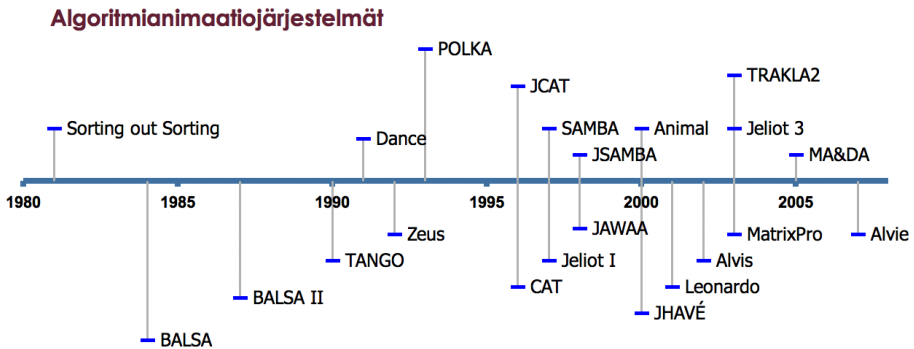 Algoritmianimaatiojärjestelmät
POLKA
TRAKLA2
JCAT
Sorting out Sorting
SAMBA
Animal
Jeliot 3
Dance
JSAMBA
MA&DA
1980
1985
1990
1995
2000
2005
JAWAA
Zeus
MatrixPro
Alvie
TANGO
Jeliot I
Alvis
CAT
Leonardo
BALSA II
JHAVÉ
BALSA